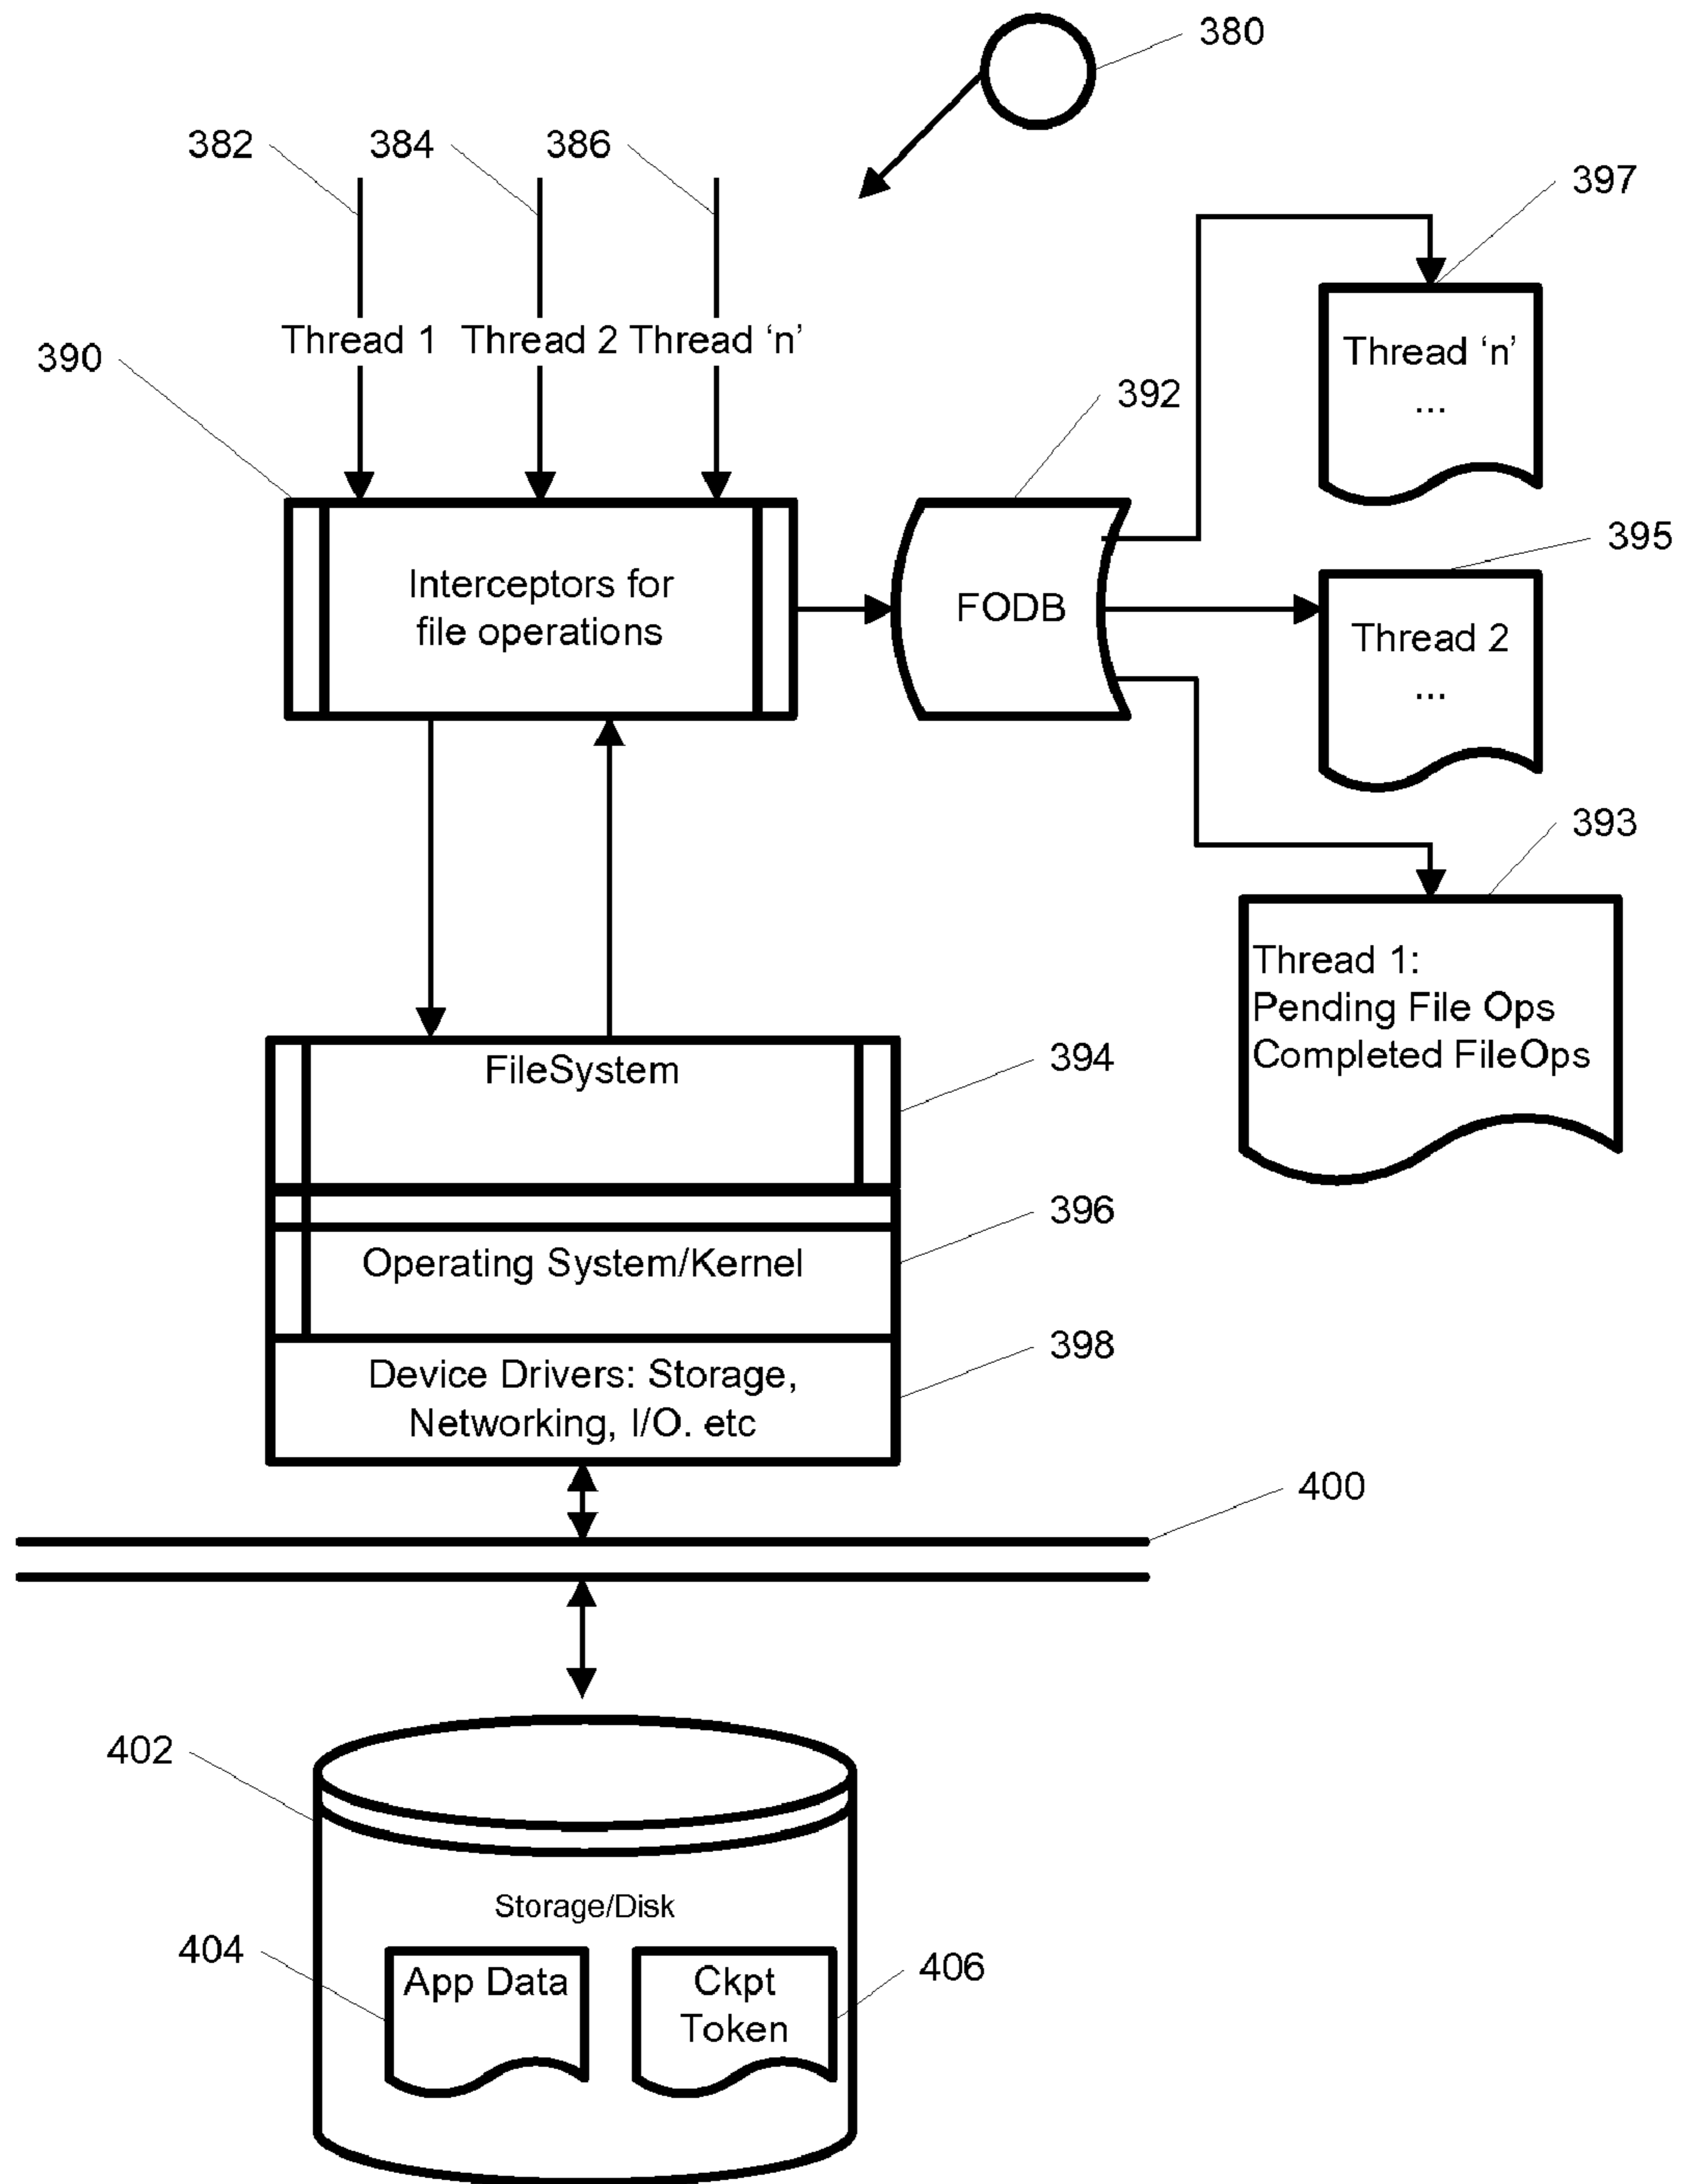 380
382
384
386
397
Thread 1
Thread 2
Thread ‘n’
390
392
Thread ‘n’
...
395
Interceptors for
file operations
FODB
Thread 2
...
393
Thread 1:
Pending File Ops
Completed FileOps
FileSystem
394
396
Operating System/Kernel
398
Device Drivers: Storage,
Networking, I/O. etc
400
402
Storage/Disk
404
App Data
Ckpt
Token
406